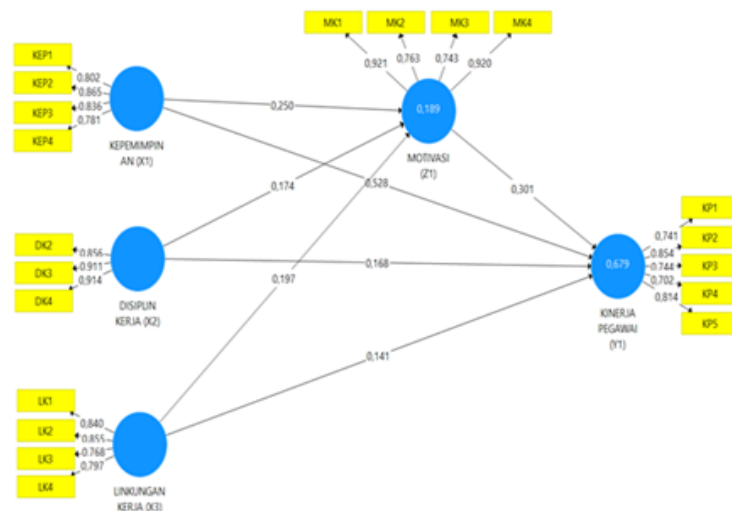 MK1
MK2
MK3
MK4
0,921
0,763
0,743
0,920
KEP1
KEP2
KEP3
KEP4
0.802
0.865
0.836
0,781
KEPEMIMPIN
AN (X1)
0,250
0,189
MOTIVASI
(Z1)
0,174
0,528
0,301
DK2
DK3
DK4
0.856
0.911
0,914
DISIPLIN
KERJA (X2)
0,168
0,197
0,679
KINERJA
PEGAWAI
(Y1)
KP1
KP2
KP3
KP4
KP5
0,741
0.854
0.744
0,702
0,814
0,141
LK1
LK2
LK3
LK4
0,840
0.855
0.768
0,797
LINKUNGAN
KERJA (X3)